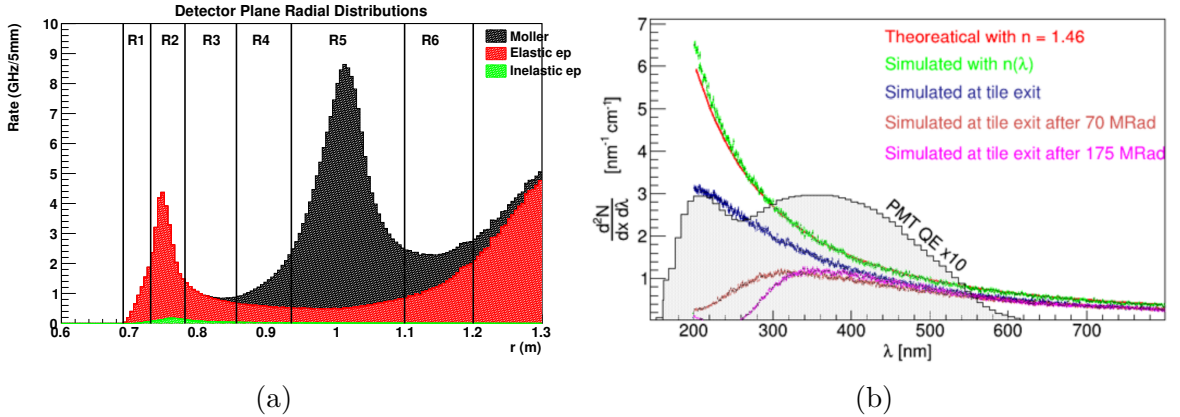 Detector Plane Radial Distributions
Rate (GHz/5mm)
10
9
8
7
6
5
4
3
2
1
0
R1 R2 R3 R4 R5 R6
Moller
Elastic ep
Inelastic ep
0.6 0.7 0.8 0.9 1 1.1 1.2 1.3
r (m)
(a)
7
6
5
4
3
2
1
d²N
dx dλ
[nm⁻¹ cm⁻¹]
Theoreatical with n = 1.46
Simulated with n(λ)
Simulated at tile exit
Simulated at tile exit after 70 MRad
Simulated at tile exit after 175 MRad
PMT QE x10
200 300 400 500 600 700
λ [nm]
(b)